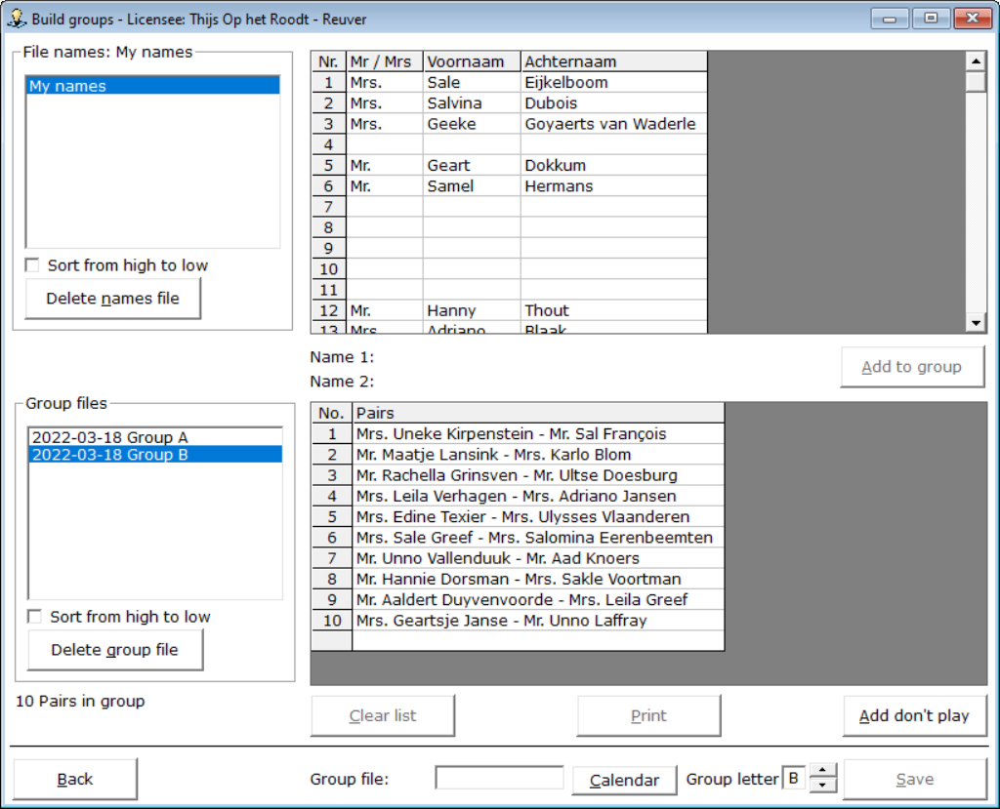 Build groups - Licensee: Thijs Op het Roodt - Reuver
File names: My names
My names
Sort from high to low
Delete names file
Nr. Mr / Mrs Voornaam Achternaam
1 Mrs. Sale Eijkelboom
2 Mrs. Salvina Dubois
3 Mrs. Geeke Goyaerts van Waderle
4
5 Mr. Geart Dokkum
6 Mr. Samel Hermans
7
8
9
10
11
12 Mr. Hanny Thout
13 Mrs. Adriano Blaak
Name 1:
Name 2:
Add to group
Group files
2022-03-18 Group A
2022-03-18 Group B
Sort from high to low
Delete group file
10 Pairs in group
No. Pairs
1 Mrs. Uneke Kirpenstein - Mr. Sal François
2 Mr. Maatje Lansink - Mrs. Karlo Blom
3 Mr. Rachella Grinsven - Mr. Ultse Doesburg
4 Mrs. Leila Verhagen - Mrs. Adriano Jansen
5 Mrs. Edine Texier - Mrs. Ulysses Vlaanderen
6 Mrs. Sale Greef - Mrs. Salomina Eerenbeemten
7 Mr. Unno Vallenduuk - Mr. Aad Knoers
8 Mr. Hannie Dorsman - Mrs. Sakle Voortman
9 Mr. Aaldert Duyvenvoorde - Mrs. Leila Greef
10 Mrs. Geartsje Janse - Mr. Unno Laffray
Clear list
Print
Add don't play
Back
Group file:
Calendar
Group letter B
Save